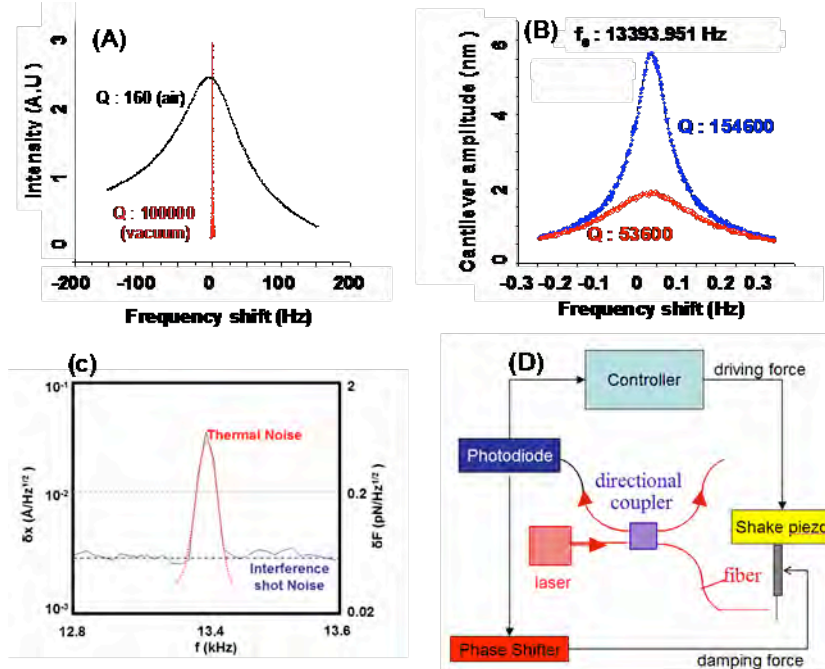 (A)
Intensity (A.U)
3
2
1
0
Q : 160 (air)
Q : 100000
(vacuum)
-200 -100 0 100 200
Frequency shift (Hz)
(B)
f₀ : 13393.951 Hz
Cantilever amplitude (nm)
6
4
2
0
Q : 154600
Q : 53600
-0.3 -0.2 -0.1 0 0.1 0.2 0.3
Frequency shift (Hz)
(c)
δx (Å/Hz¹/²)
10⁻¹
10⁻²
10⁻³
Thermal Noise
Interference
shot Noise
2
0.2
0.02
δF (pN/Hz¹/²)
12.8 13.4 13.6
f (kHz)
(D)
Controller
driving force
Photodiode
directional
coupler
Shake piezo
laser
fiber
Phase Shifter
damping force